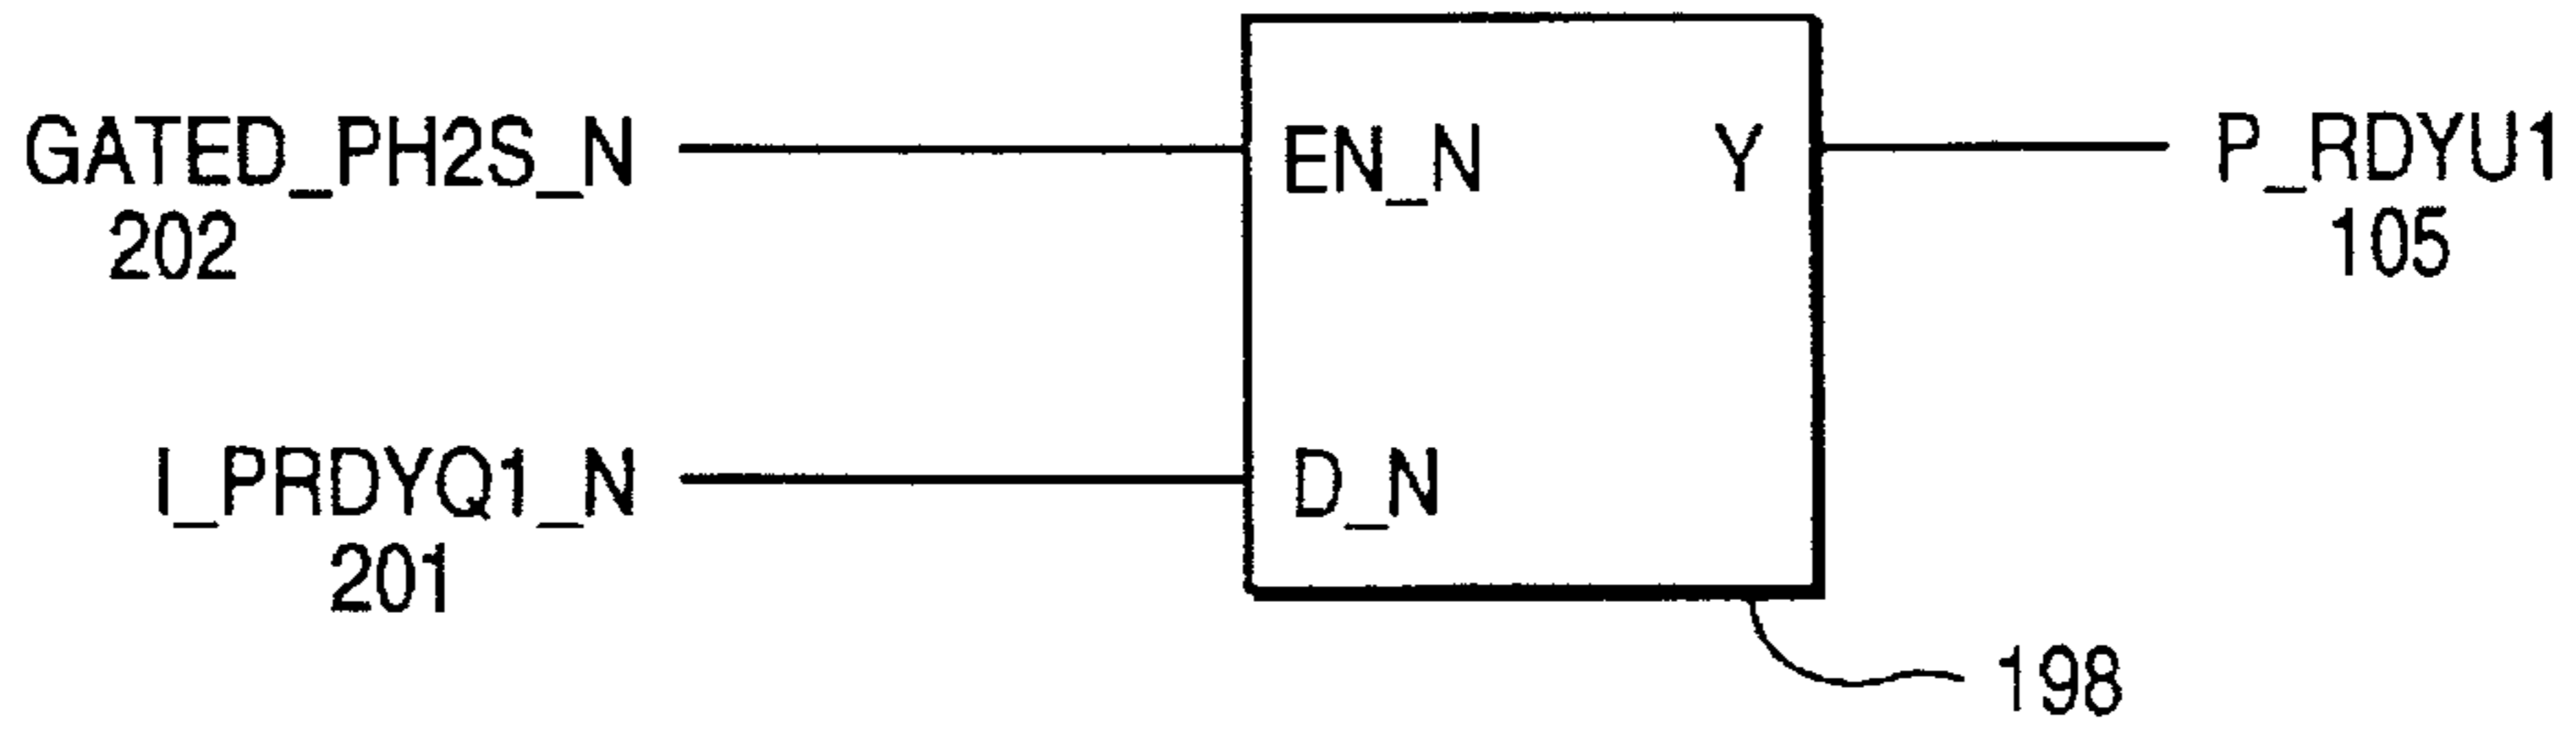 GATED_PH2S_N
202
EN_N
Y
P_RDYU1
105
I_PRDYQ1_N
201
D_N
198